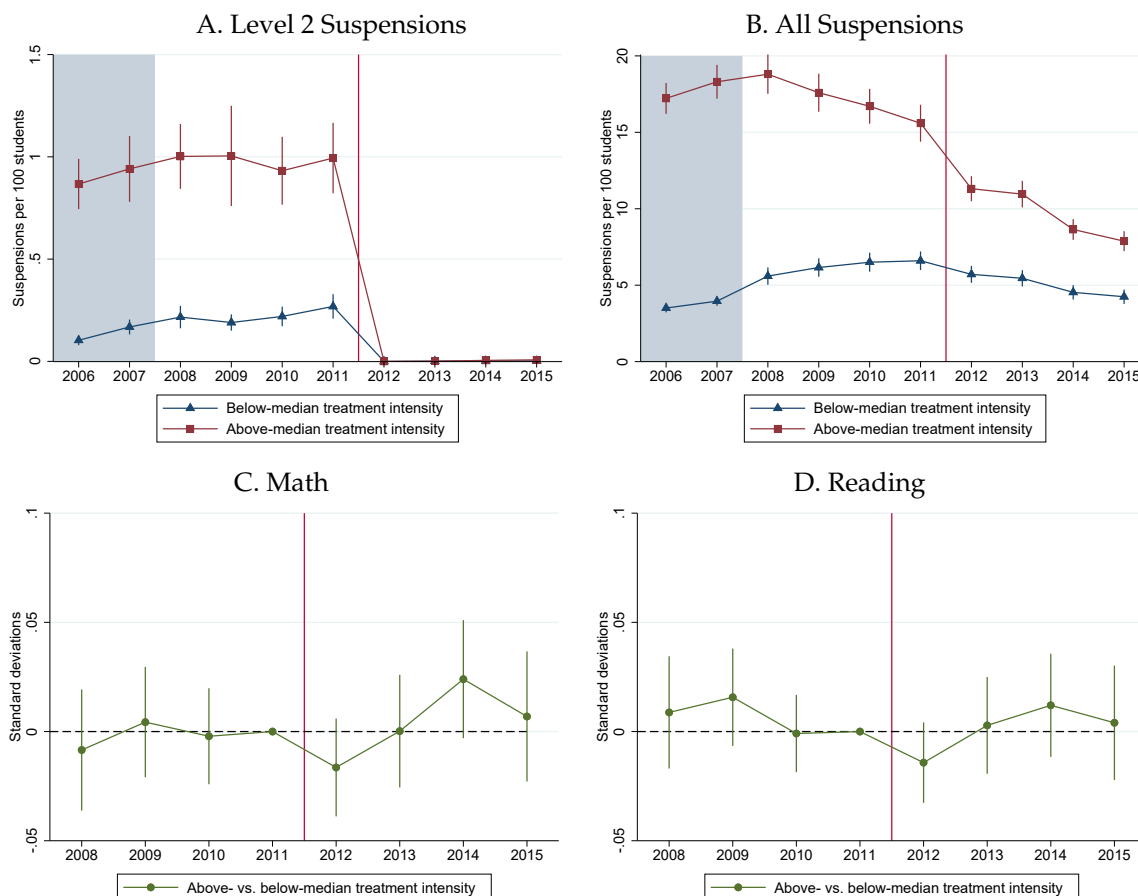 A. Level 2 Suspensions
Suspensions per 100 students
1.5
1
.5
0
2006 2007 2008 2009 2010 2011 2012 2013 2014 2015
Below-median treatment intensity
Above-median treatment intensity
B. All Suspensions
Suspensions per 100 students
20
15
10
5
0
2006 2007 2008 2009 2010 2011 2012 2013 2014 2015
Below-median treatment intensity
Above-median treatment intensity
C. Math
Standard deviations
.1
.05
0
-.05
2008 2009 2010 2011 2012 2013 2014 2015
Above- vs. below-median treatment intensity
D. Reading
Standard deviations
.1
.05
0
-.05
2008 2009 2010 2011 2012 2013 2014 2015
Above- vs. below-median treatment intensity